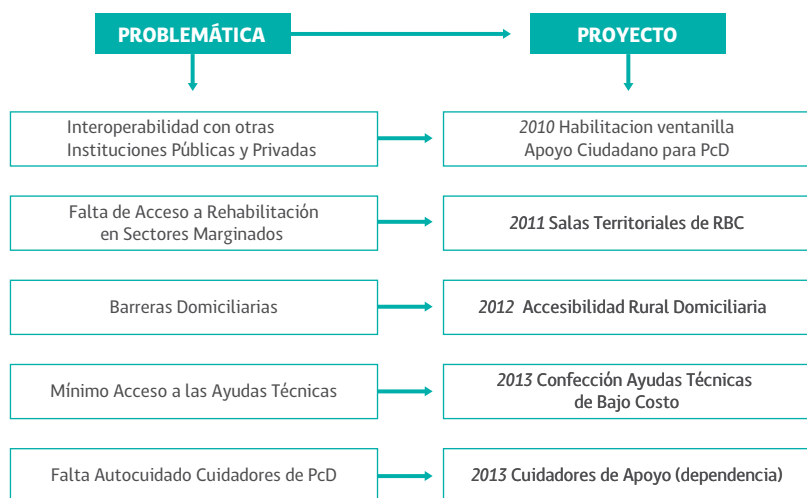 PROBLEMÁTICA
PROYECTO
Interoperabilidad con otras
Instituciones Públicas y Privadas
2010 Habilitacion ventanilla
Apoyo Ciudadano para PcD
Falta de Acceso a Rehabilitación
en Sectores Marginados
2011 Salas Territoriales de RBC
Barreras Domiciliarias
2012 Accesibilidad Rural Domiciliaria
Mínimo Acceso a las Ayudas Técnicas
2013 Confección Ayudas Técnicas
de Bajo Costo
Falta Autocuidado Cuidadores de PcD
2013 Cuidadores de Apoyo (dependencia)